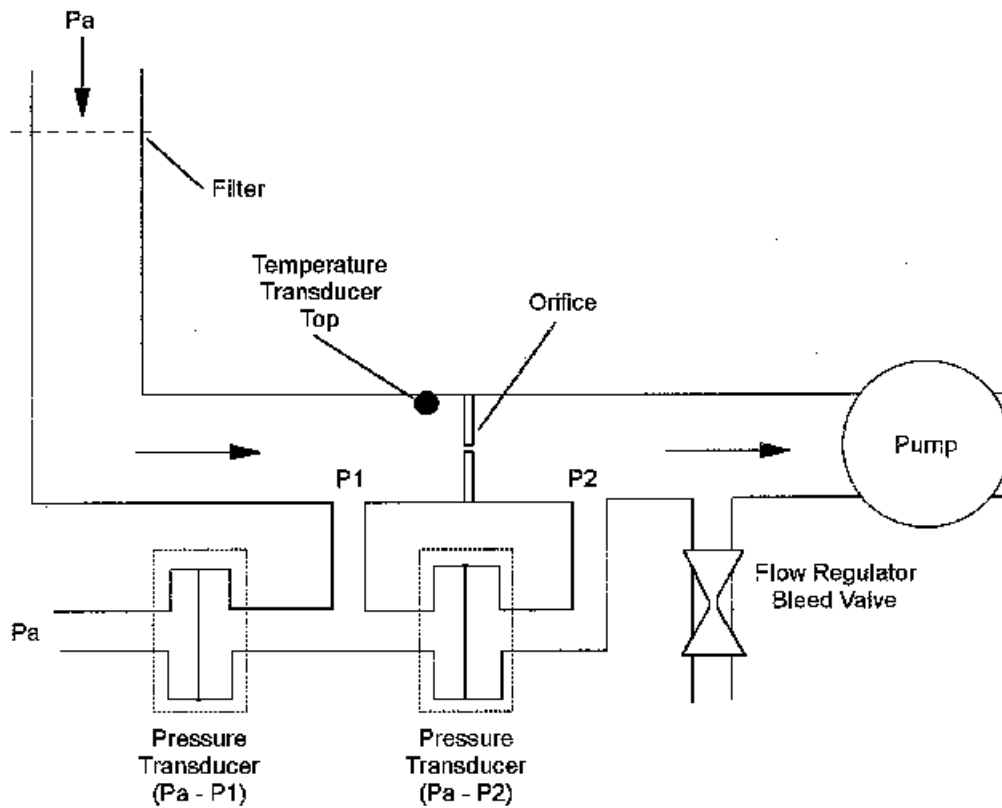 Pa
Filter
Temperature
Transducer
Top
Orifice
Pump
P1
P2
Flow Regulator
Bleed Valve
Pa
Pressure
Transducer
(Pa - P1)
Pressure
Transducer
(Pa - P2)